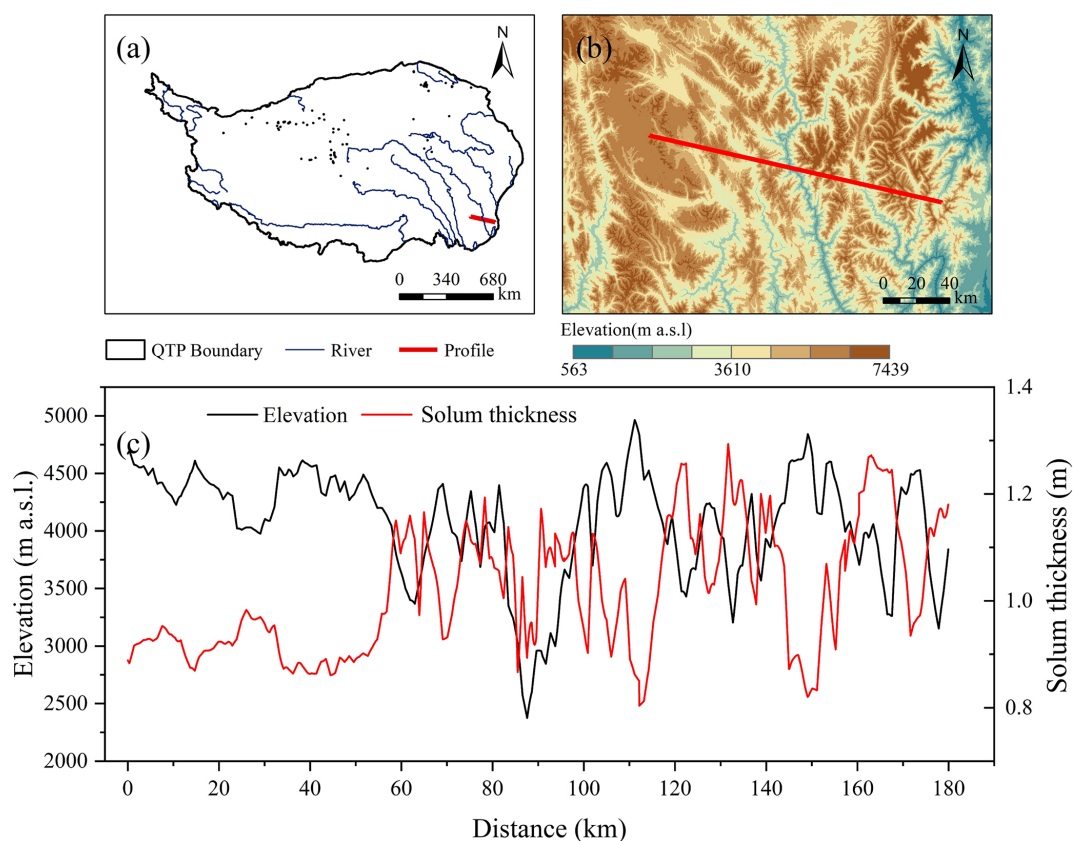 (a)
N
0 340 680
km
(b)
N
0 20 40
km
QTP Boundary River Profile
Elevation(m a.s.l)
563 3610 7439
(c)
Elevation Solum thickness
Elevation (m a.s.l.)
5000
4500
4000
3500
3000
2500
2000
Solum thickness (m)
1.4
1.2
1.0
0.8
0 20 40 60 80 100 120 140 160 180
Distance (km)